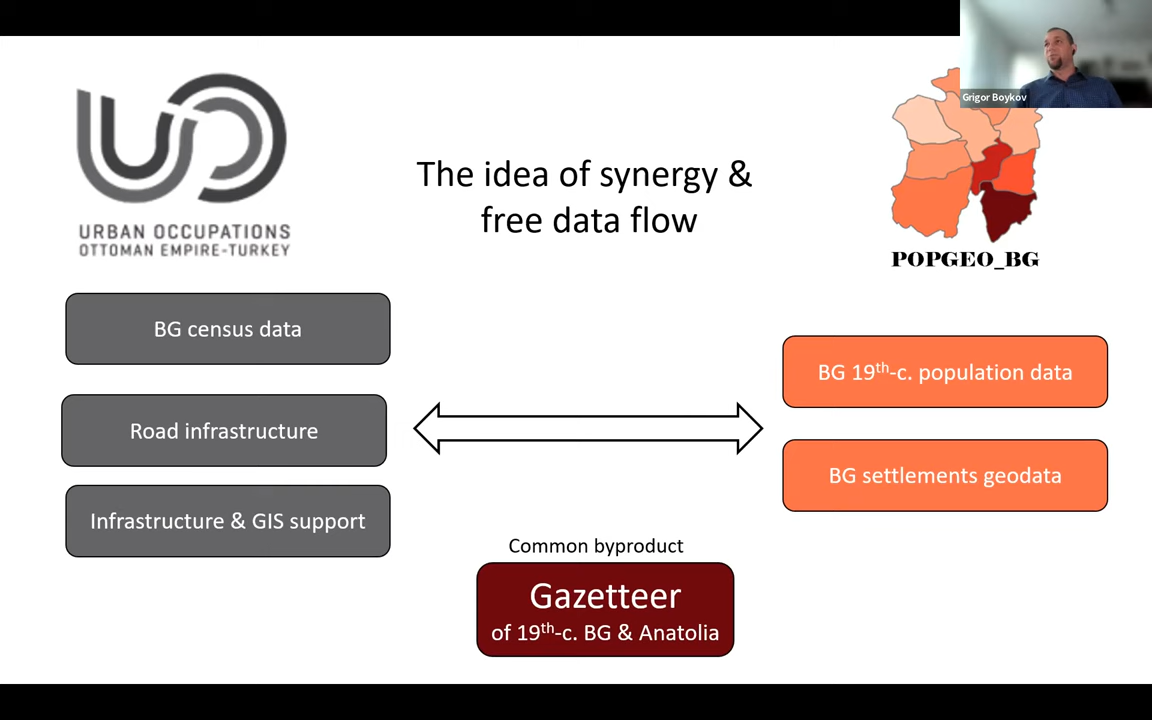 Grigor Boykov
The idea of synergy &
free data flow
URBAN OCCUPATIONS
OTTOMAN EMPIRE-TURKEY
POPGEO_BG
BG census data
Road infrastructure
Infrastructure & GIS support
BG 19th-c. population data
BG settlements geodata
Common byproduct
Gazetteer
of 19th-c. BG & Anatolia